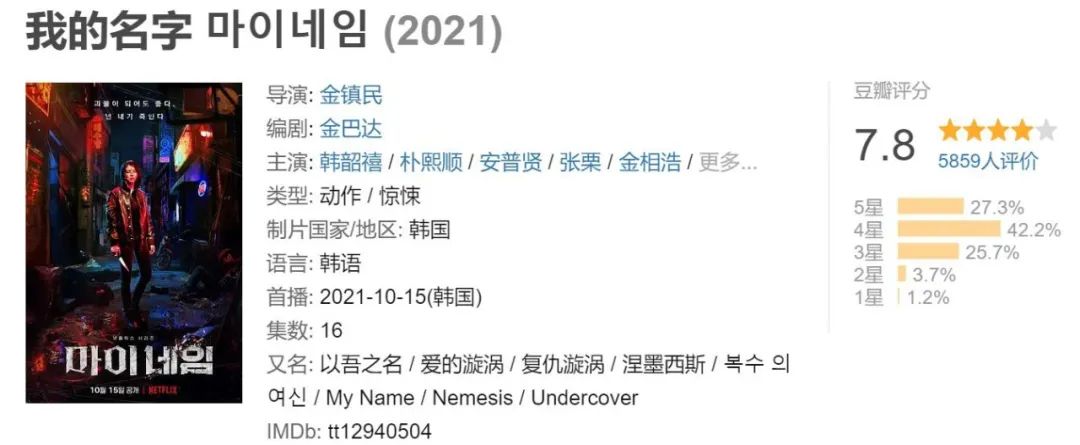 我的名字 마이네임 (2021)
괴물이 되어도 좋다
넌 내가 죽인다
넷플릭스 시리즈
마이네임
10월 15일 공개 | NETFLIX
导演: 金镇民
编剧: 金巴达
主演: 韩韶禧 / 朴熙顺 / 安普贤 / 张栗 / 金相浩 / 更多...
类型: 动作 / 惊悚
制片国家/地区: 韩国
语言: 韩语
首播: 2021-10-15(韩国)
集数: 16
又名: 以吾之名 / 爱的漩涡 / 复仇漩涡 / 涅墨西斯 / 복수 의
여신 / My Name / Nemesis / Undercover
IMDb: tt12940504
豆瓣评分
7.8
5859人评价
5星 27.3%
4星 42.2%
3星 25.7%
2星 3.7%
1星 1.2%